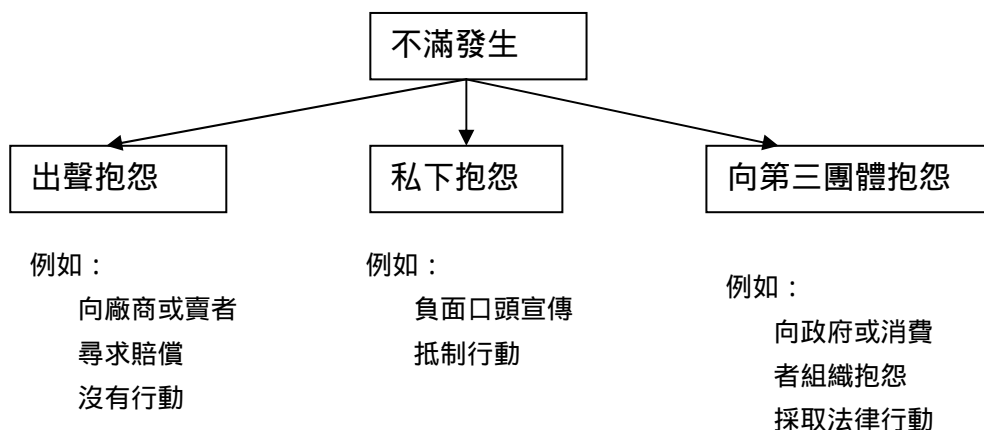 不滿發生
出聲抱怨
私下抱怨
向第三團體抱怨
例如：
向廠商或賣者
尋求賠償
沒有行動
例如：
負面口頭宣傳
抵制行動
例如：
向政府或消費
者組織抱怨
採取法律行動